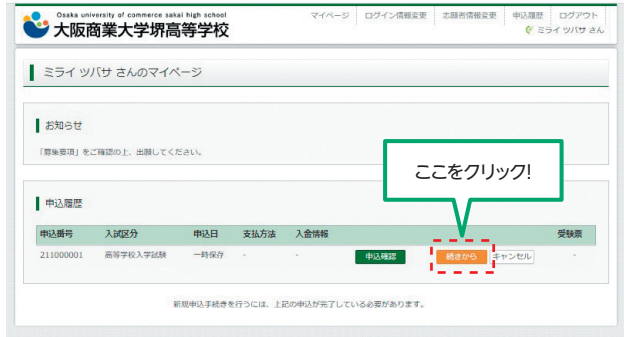 Osaka university of commerce sakai high school
大阪商業大学堺高等学校
マイページ ログイン情報変更 志願者情報変更 申込履歴 ログアウト
ミライ ツバサ さん
ミライ ツバサ さんのマイページ
お知らせ
「募集要項」をご確認の上、出願してください。
ここをクリック!
申込履歴
申込番号 入試区分 申込日 支払方法 入金情報 受験票
211000001 高等学校入学試験 一時保存 - - 申込確認 続きから キャンセル -
新規申込手続きを行うには、上記の申込が完了している必要があります。